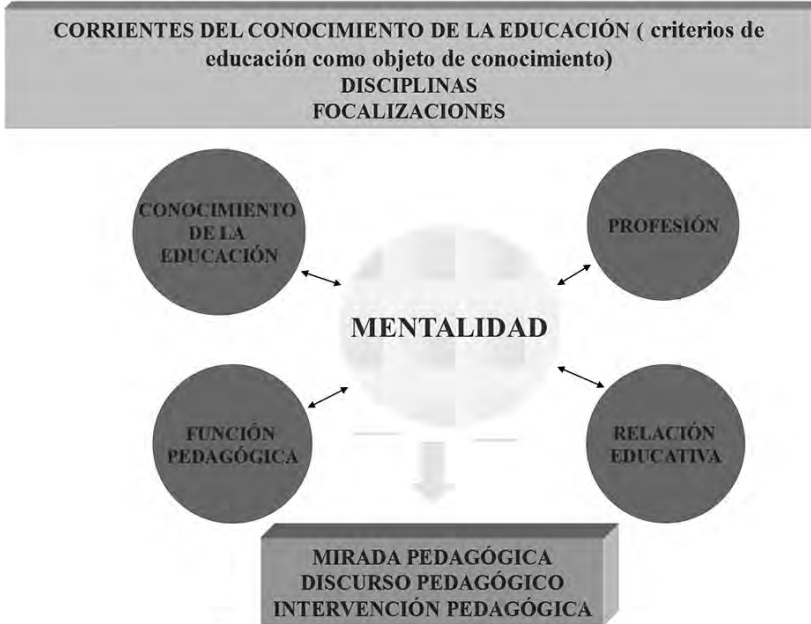 CORRIENTES DEL CONOCIMIENTO DE LA EDUCACIÓN ( criterios de
educación como objeto de conocimiento)
DISCIPLINAS
FOCALIZACIONES
CONOCIMIENTO
DE LA
EDUCACIÓN
PROFESIÓN
MENTALIDAD
FUNCIÓN
PEDAGÓGICA
RELACIÓN
EDUCATIVA
MIRADA PEDAGÓGICA
DISCURSO PEDAGÓGICO
INTERVENCIÓN PEDAGÓGICA